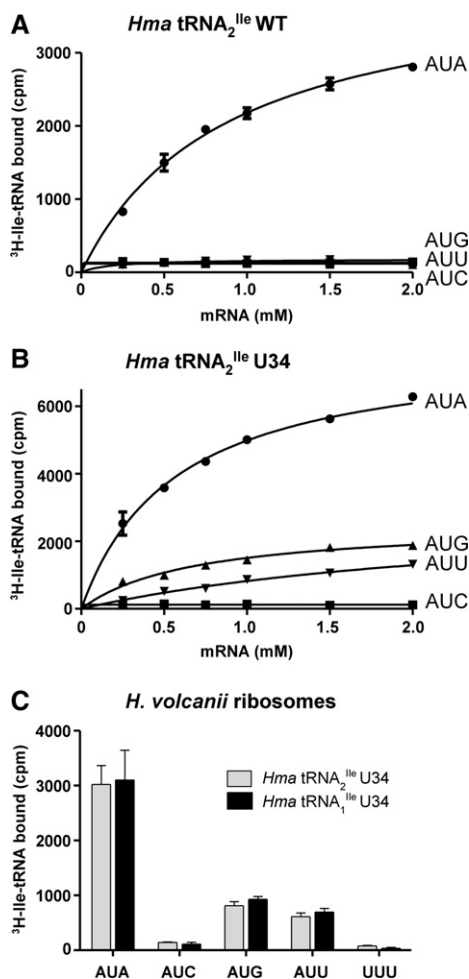 A
Hma tRNA₂ᴵˡᵉ WT
³H-Ile-tRNA bound (cpm)
3000
2000
1000
0
AUA
AUG
AUU
AUC
0 0.5 1.0 1.5 2.0
mRNA (mM)
B
Hma tRNA₂ᴵˡᵉ U34
³H-Ile-tRNA bound (cpm)
6000
4000
2000
0
AUA
AUG
AUU
AUC
0 0.5 1.0 1.5 2.0
mRNA (mM)
C
H. volcanii ribosomes
³H-Ile-tRNA bound (cpm)
4000
3000
2000
1000
0
Hma tRNA₂ᴵˡᵉ U34
Hma tRNA₁ᴵˡᵉ U34
AUA AUC AUG AUU UUU